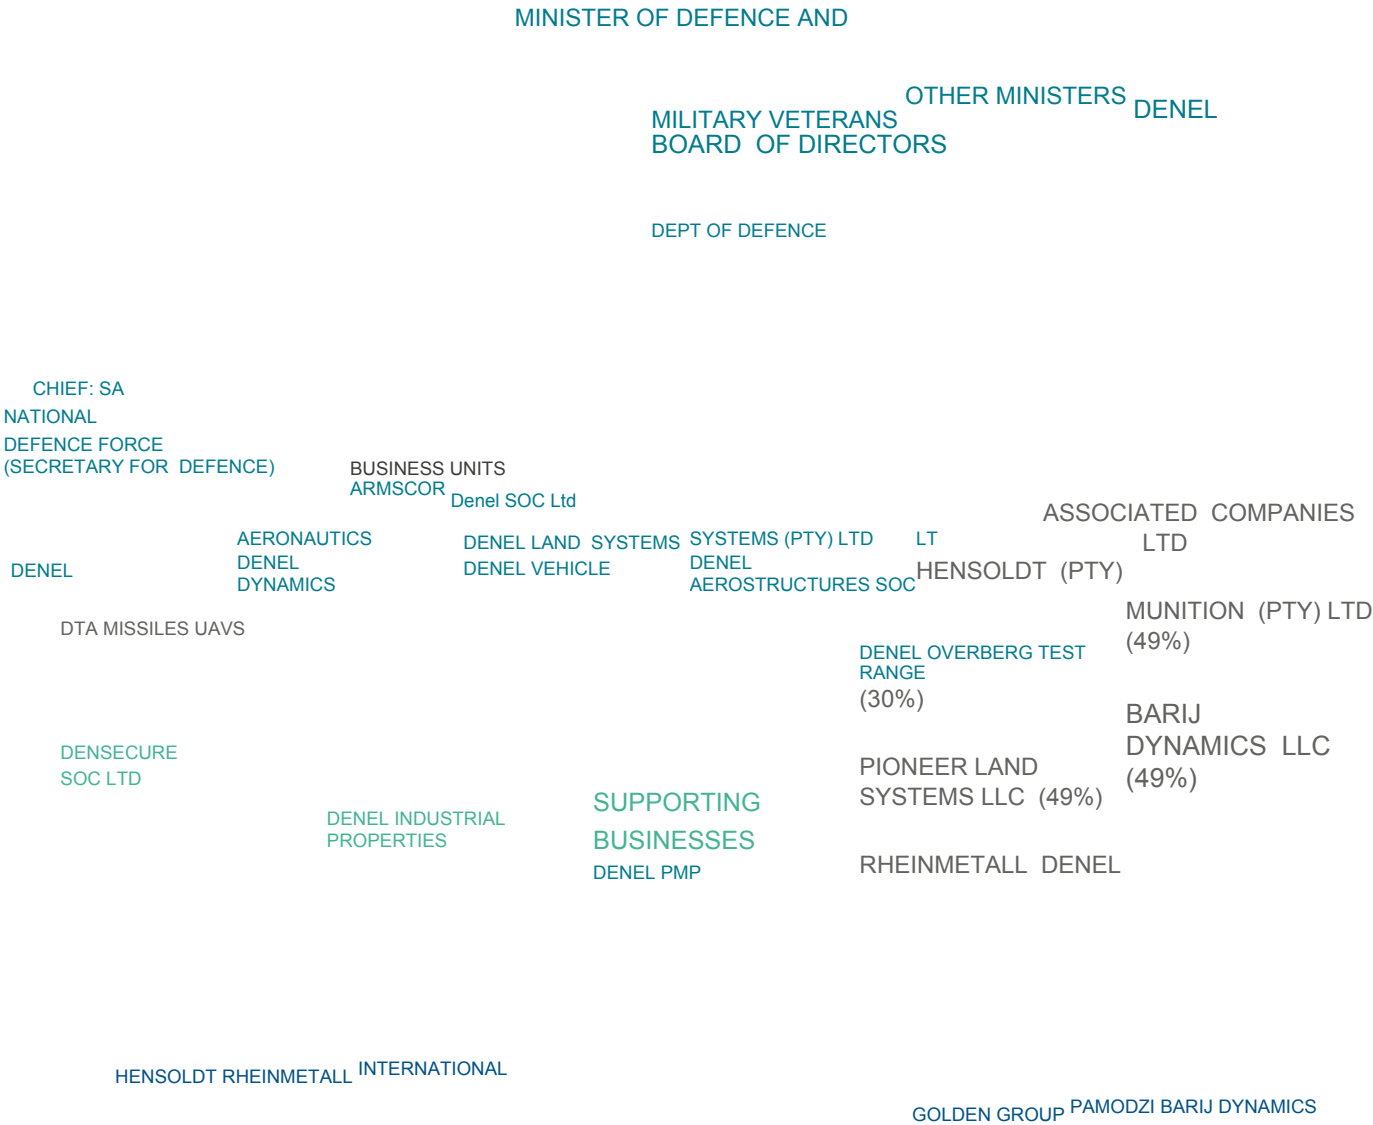 MINISTER OF DEFENCE AND
OTHER MINISTERS
DENEL
MILITARY VETERANS
BOARD OF DIRECTORS
DEPT OF DEFENCE
CHIEF: SA
NATIONAL
DEFENCE FORCE
(SECRETARY FOR DEFENCE)
BUSINESS UNITS
ARMSCOR
Denel SOC Ltd
ASSOCIATED COMPANIES
LTD
DENEL
AERONAUTICS
DENEL
DYNAMICS
DENEL LAND SYSTEMS
DENEL VEHICLE
SYSTEMS (PTY) LTD
DENEL
AEROSTRUCTURES SOC
LT
HENSOLDT (PTY)
MUNITION (PTY) LTD
(49%)
DTA MISSILES UAVS
DENEL OVERBERG TEST
RANGE
(30%)
BARIJ
DYNAMICS LLC
(49%)
DENSECURE
SOC LTD
PIONEER LAND
SYSTEMS LLC (49%)
DENEL INDUSTRIAL
PROPERTIES
SUPPORTING
BUSINESSES
DENEL PMP
RHEINMETALL DENEL
HENSOLDT RHEINMETALL
INTERNATIONAL
GOLDEN GROUP
PAMODZI BARIJ DYNAMICS